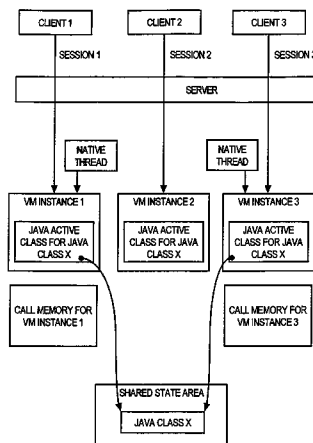 CLIENT 1
CLIENT 2
CLIENT 3
SESSION 1
SESSION 2
SESSION 3
SERVER
NATIVE
THREAD
NATIVE
THREAD
VM INSTANCE 1
VM INSTANCE 2
VM INSTANCE 3
JAVA ACTIVE
CLASS FOR JAVA
CLASS X
JAVA ACTIVE
CLASS FOR JAVA
CLASS X
JAVA ACTIVE
CLASS FOR JAVA
CLASS X
CALL MEMORY FOR
VM INSTANCE 1
CALL MEMORY FOR
VM INSTANCE 3
SHARED STATE AREA
JAVA CLASS X